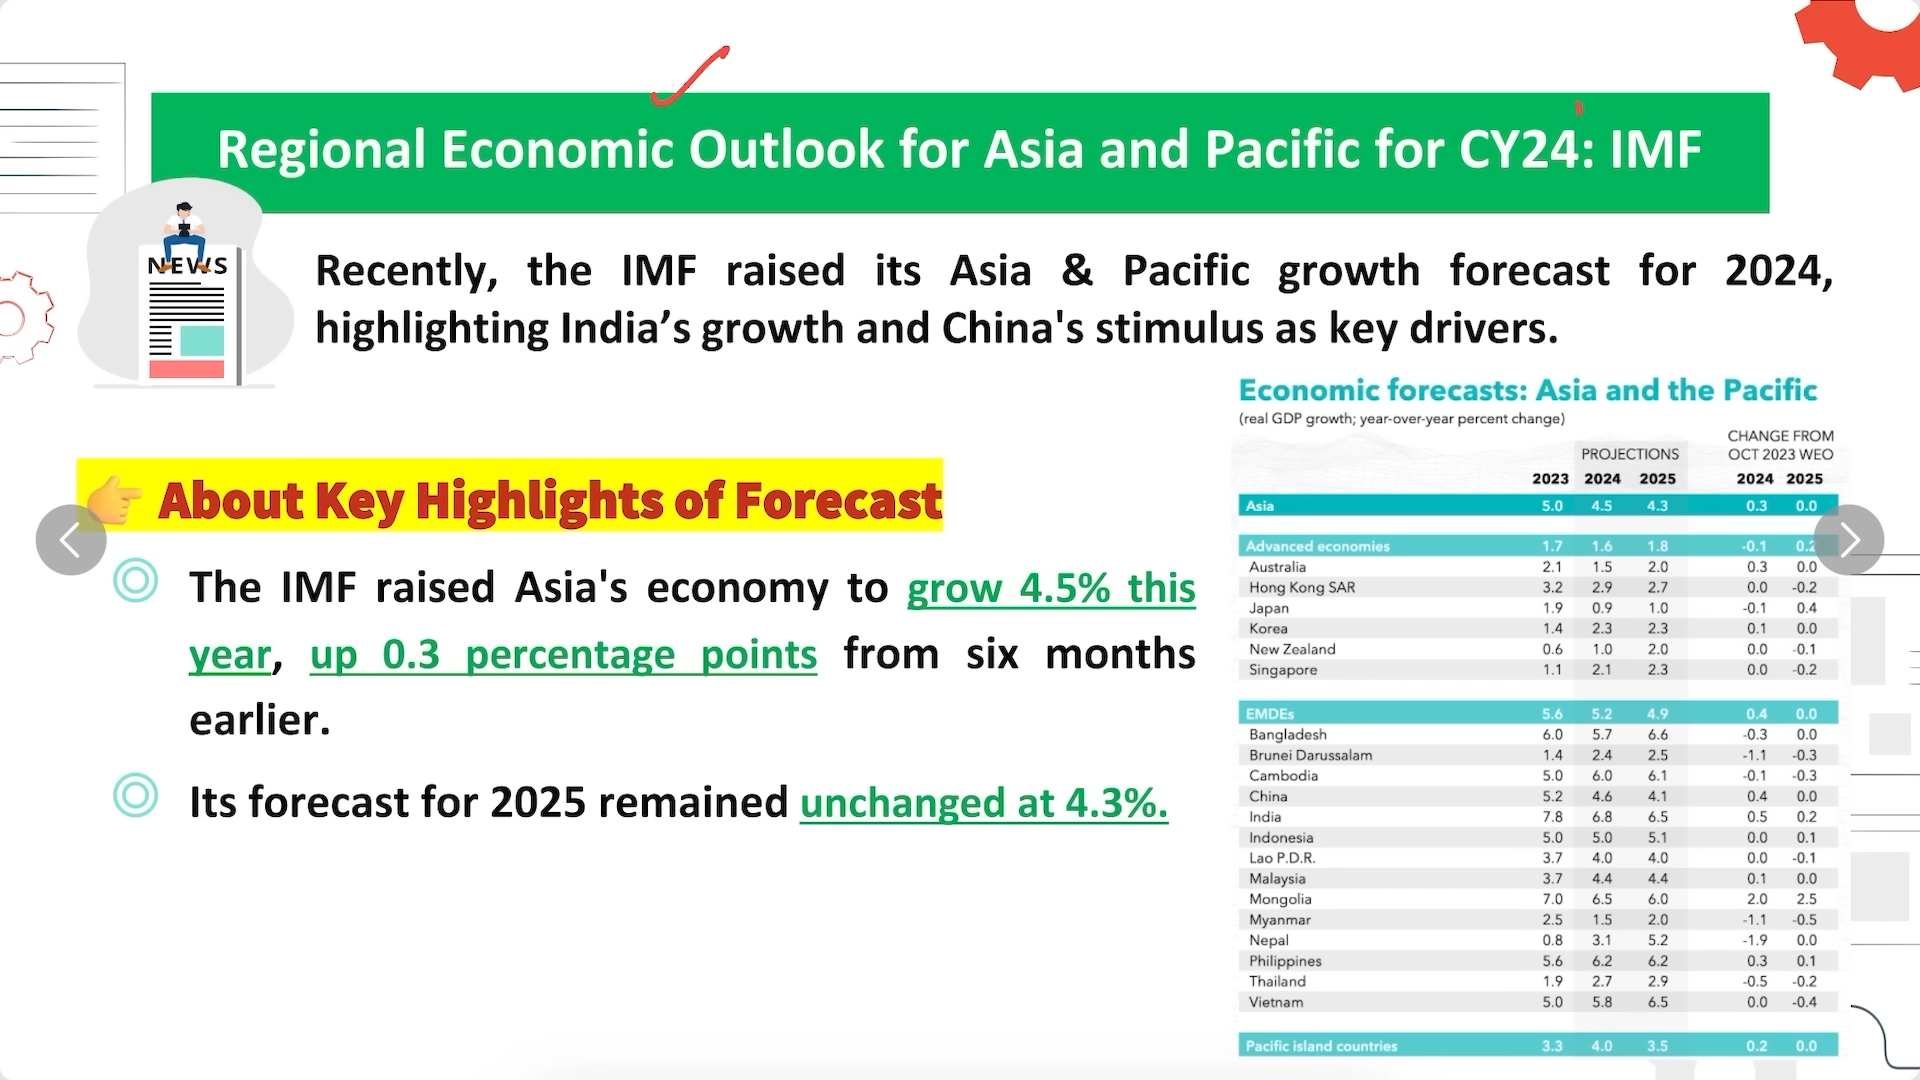 Regional Economic Outlook for Asia and Pacific for CY24: IMF
NEWS
Recently, the IMF raised its Asia & Pacific growth forecast for 2024,
highlighting India’s growth and China's stimulus as key drivers.
About Key Highlights of Forecast
The IMF raised Asia's economy to grow 4.5% this
year, up 0.3 percentage points from six months
earlier.
Its forecast for 2025 remained unchanged at 4.3%.
Economic forecasts: Asia and the Pacific
(real GDP growth; year-over-year percent change)
PROJECTIONS CHANGE FROM OCT 2023 WEO
2023 2024 2025 2024 2025
Asia 5.0 4.5 4.3 0.3 0.0
Advanced economies 1.7 1.6 1.8 -0.1 0.2
Australia 2.1 1.5 2.0 0.3 0.0
Hong Kong SAR 3.2 2.9 2.7 0.0 -0.2
Japan 1.9 0.9 1.0 -0.1 0.4
Korea 1.4 2.3 2.3 0.1 0.0
New Zealand 0.6 1.0 2.0 0.0 -0.1
Singapore 1.1 2.1 2.3 0.0 -0.2
EMDEs 5.6 5.2 4.9 0.4 0.0
Bangladesh 6.0 5.7 6.6 -0.3 0.0
Brunei Darussalam 1.4 2.4 2.5 -1.1 -0.3
Cambodia 5.0 6.0 6.1 -0.1 -0.3
China 5.2 4.6 4.1 0.4 0.0
India 7.8 6.8 6.5 0.5 0.2
Indonesia 5.0 5.0 5.1 0.0 0.1
Lao P.D.R. 3.7 4.0 4.0 0.0 -0.1
Malaysia 3.7 4.4 4.4 0.1 0.0
Mongolia 7.0 6.5 6.0 2.0 2.5
Myanmar 2.5 1.5 2.0 -1.1 -0.5
Nepal 0.8 3.1 5.2 -1.9 0.0
Philippines 5.6 6.2 6.2 0.3 0.1
Thailand 1.9 2.7 2.9 -0.5 -0.2
Vietnam 5.0 5.8 6.5 0.0 -0.4
Pacific island countries 3.3 4.0 3.5 0.2 0.0